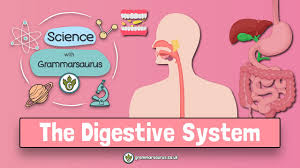 Science
with
Grammarsaurus
The Digestive System
grammarsaurus.co.uk